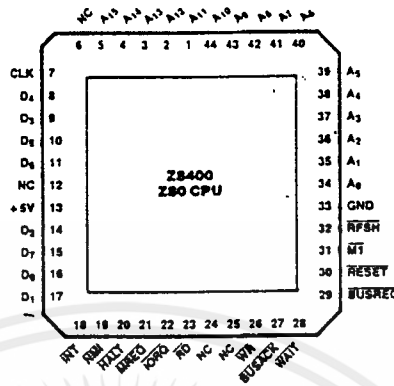 NC A15 A14 A13 A12 A11 A10 A9 A8 A7 A6
6 5 4 3 2 1 44 43 42 41 40
CLK 7
D4 8
D3 9
D5 10
D6 11
NC 12
+5V 13
D2 14
D7 15
D0 16
D1 17
Z8400
Z80 CPU
39 A5
38 A4
37 A3
36 A2
35 A1
34 A0
33 GND
32 RFSH
31 M1
30 RESET
29 BUSREQ
18 19 20 21 22 23 24 25 26 27 28
INT NMI HALT MREQ IORQ RD NC NC WR BUSACK WAIT